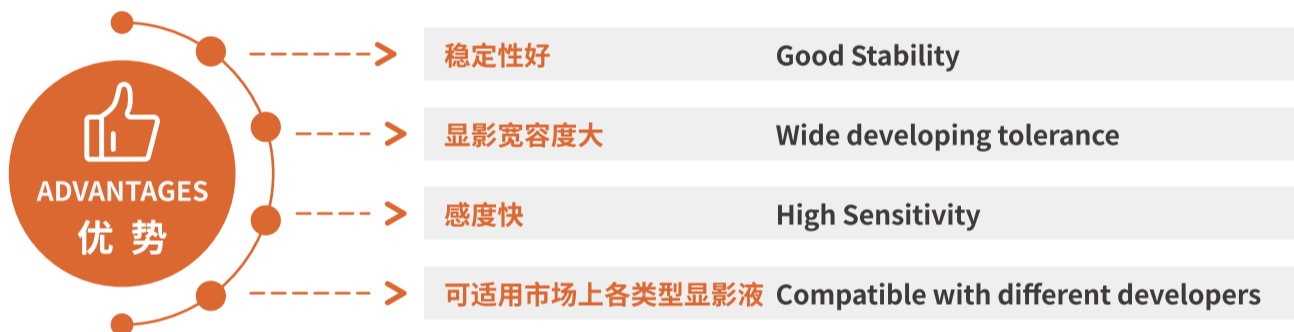 ADVANTAGES
优势
稳定性好 Good Stability
显影宽容度大 Wide developing tolerance
感度快 High Sensitivity
可适用市场上各类型显影液 Compatible with different developers